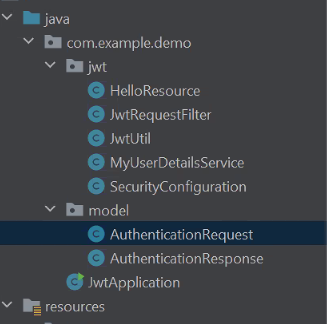 java
com.example.demo
jwt
HelloResource
JwtRequestFilter
JwtUtil
MyUserDetailsService
SecurityConfiguration
model
AuthenticationRequest
AuthenticationResponse
JwtApplication
resources